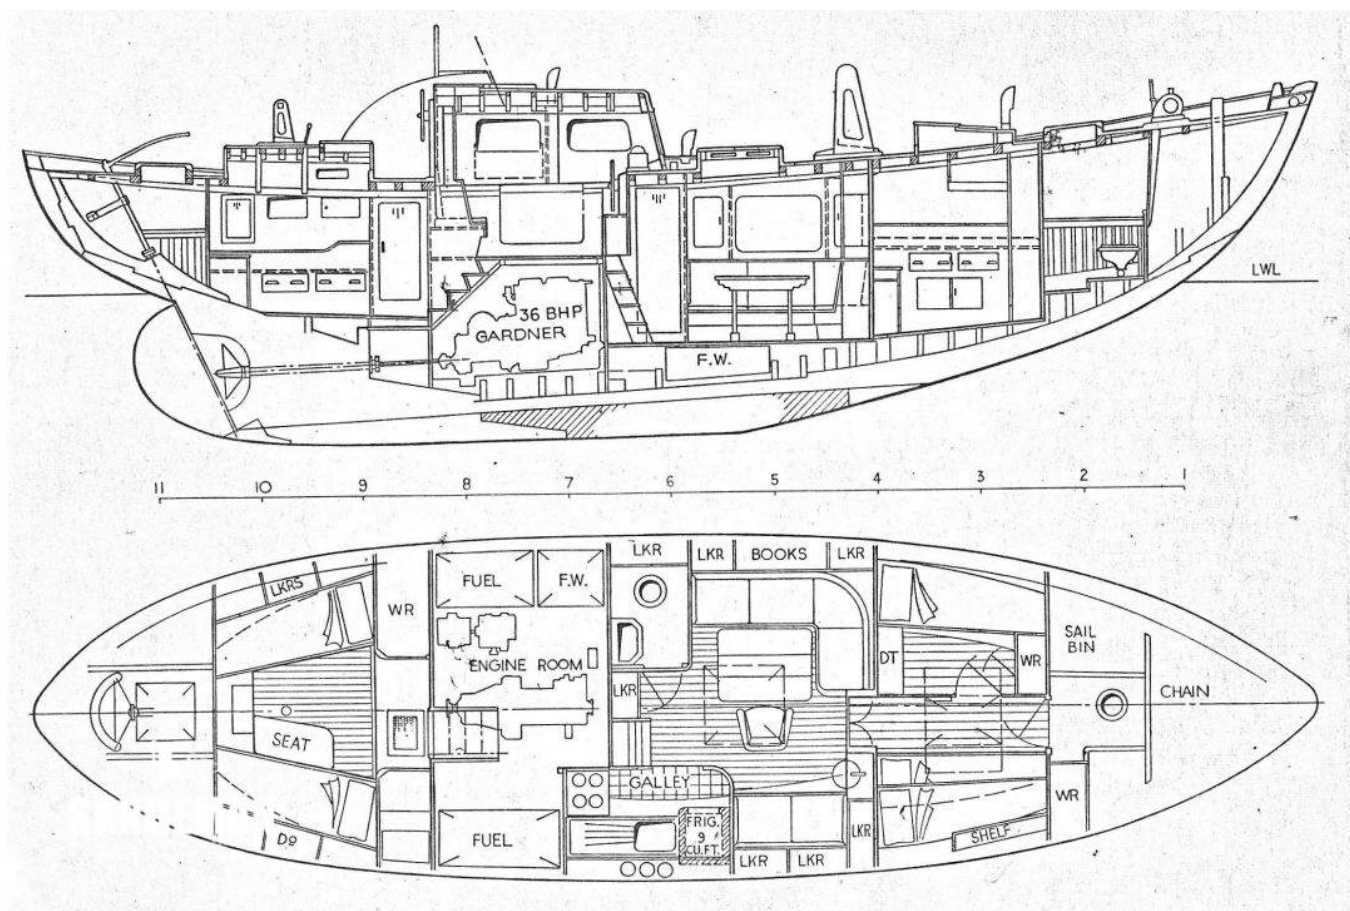 LWL
36 BHP
GARDNER
F.W.
11 10 9 8 7 6 5 4 3 2 1
LKR
LKR
BOOKS
LKR
LKRS
FUEL
F.W.
WR
SAIL
BIN
ENGINE ROOM
DT
WR
LKR
CHAIN
SEAT
GALLEY
WR
FRIG.
9
CU.FT.
SHELF
LKR
Dº
FUEL
LKR
LKR